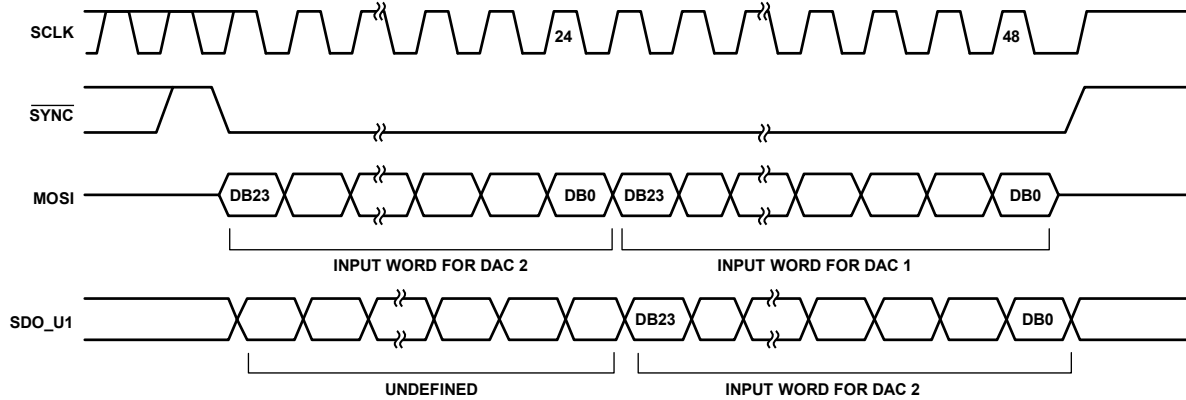 SCLK
24
48
SYNC
MOSI
DB23
DB0
DB23
DB0
INPUT WORD FOR DAC 2
INPUT WORD FOR DAC 1
SDO_U1
DB23
DB0
UNDEFINED
INPUT WORD FOR DAC 2